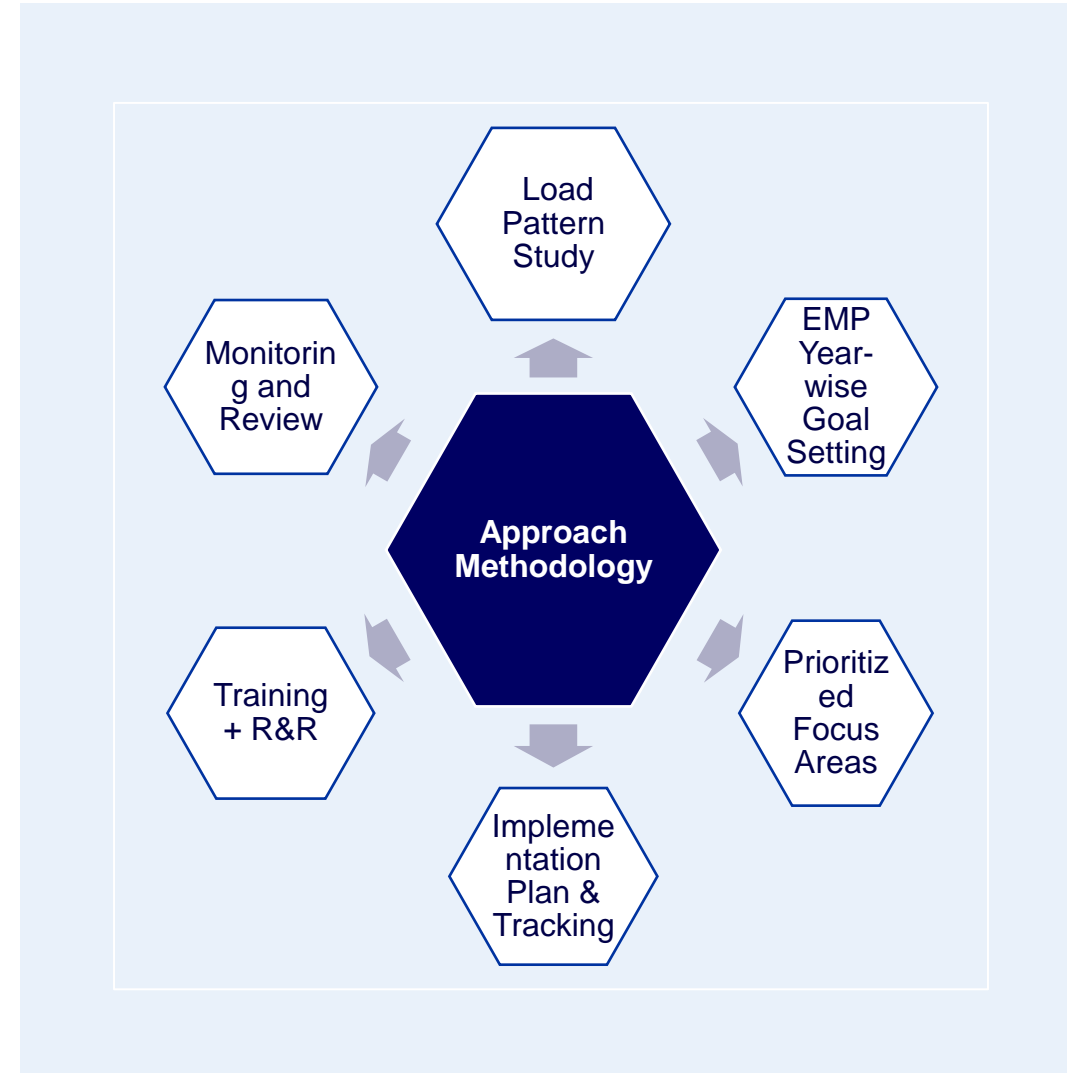 Load
Pattern
Study
EMP
Year-
wise
Goal
Setting
Prioritiz
ed
Focus
Areas
Impleme
ntation
Plan &
Tracking
Training
+ R&R
Monitorin
g and
Review
Approach
Methodology